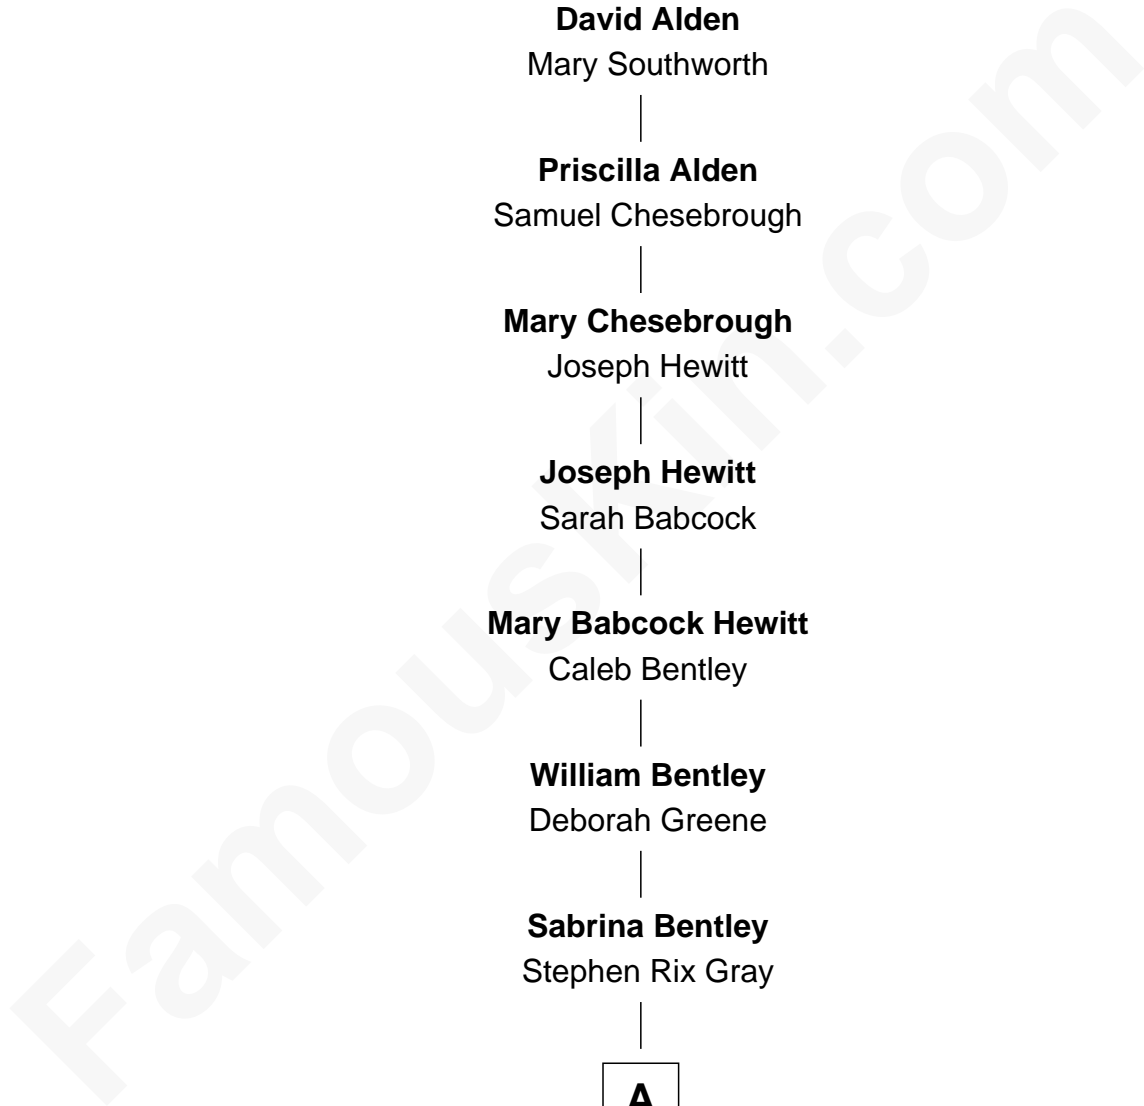 David Alden
Mary Southworth
Priscilla Alden
Samuel Chesebrough
Mary Chesebrough
Joseph Hewitt
Joseph Hewitt
Sarah Babcock
Mary Babcock Hewitt
Caleb Bentley
William Bentley
Deborah Greene
Sabrina Bentley
Stephen Rix Gray
A
FamousKin.com